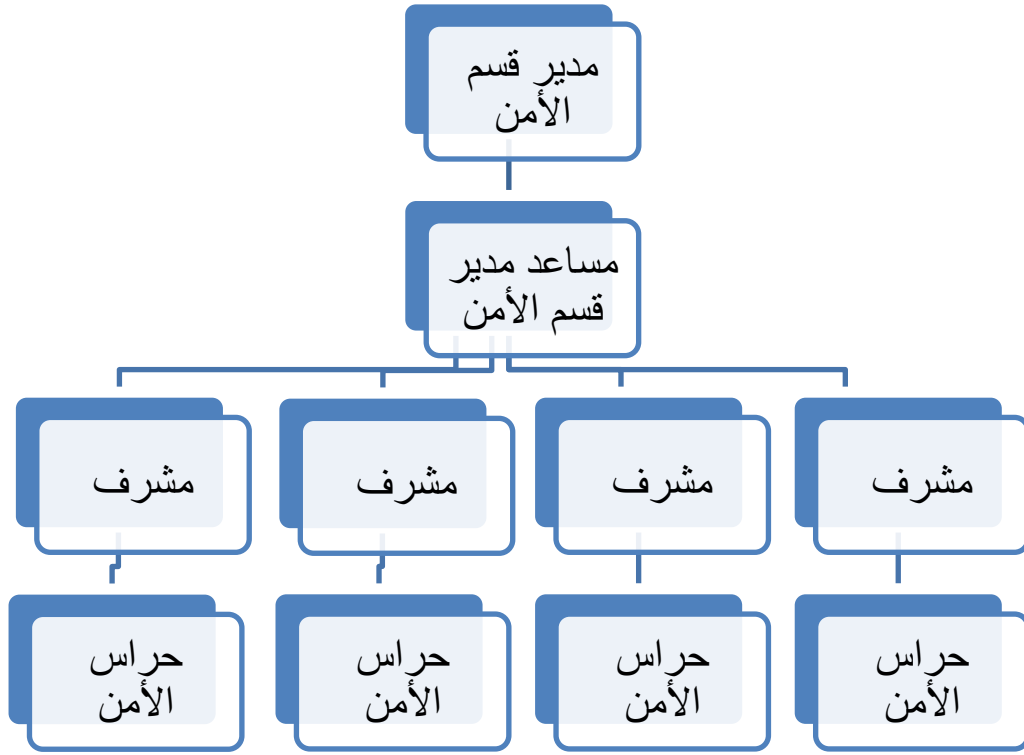 مدير قسم
الأمن
مساعد مدير
قسم الأمن
مشرف
مشرف
مشرف
مشرف
حراس
الأمن
حراس
الأمن
حراس
الأمن
حراس
الأمن